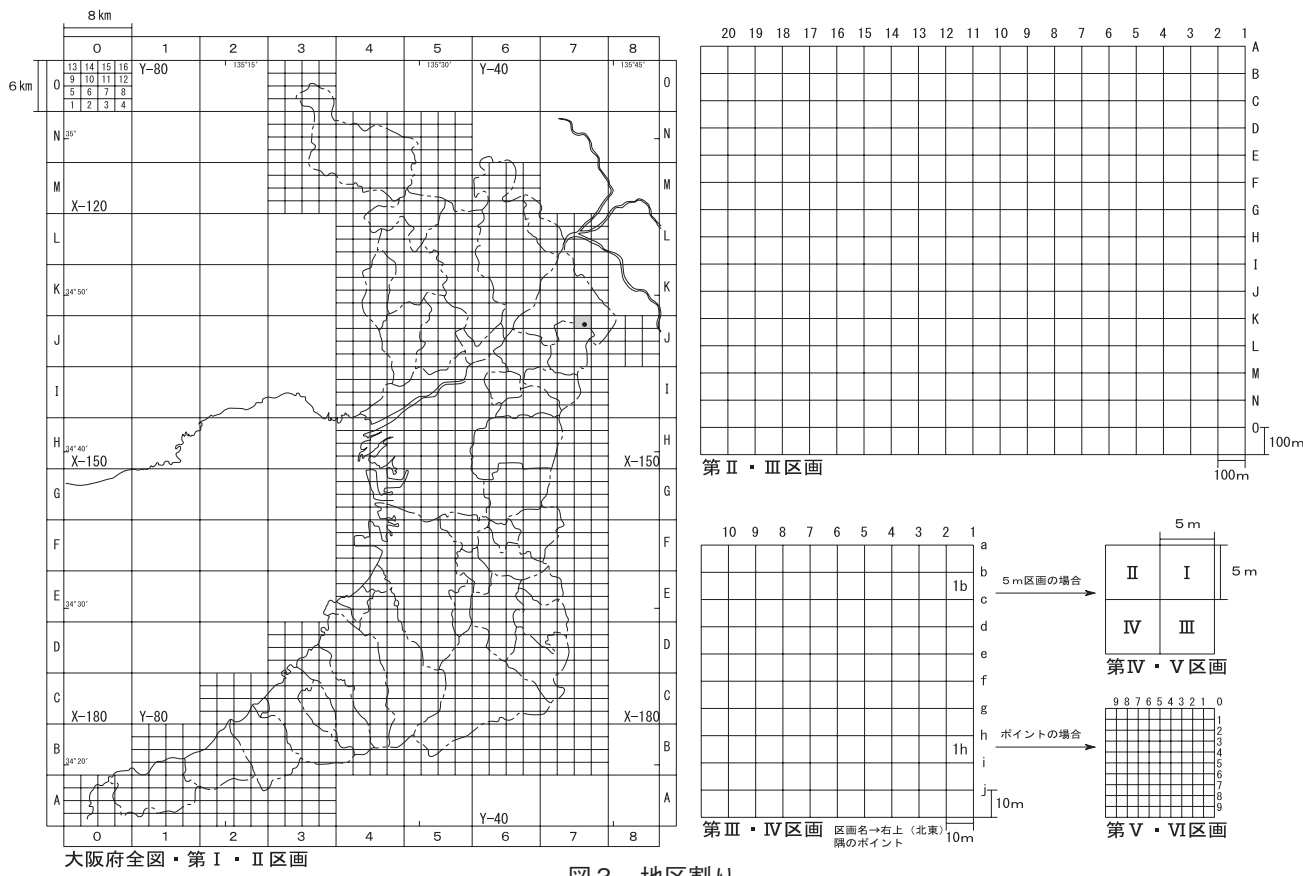 8㎞
0 1 2 3 4 5 6 7 8
6㎞
13 14 15 16
9 10 11 12
5 6 7 8
1 2 3 4
Y-80
135°15′
135°30′
Y-40
135°45′
O
N
M
L
K
J
I
H
G
F
E
D
C
B
A
35°
X-120
34°50′
34°40′
X-150
34°30′
X-180
Y-80
34°20′
O
N
M
L
K
J
I
H
X-150
G
F
E
D
C
X-180
B
A
Y-40
0 1 2 3 4 5 6 7 8
大阪府全図・第Ⅰ・Ⅱ区画
20 19 18 17 16 15 14 13 12 11 10 9 8 7 6 5 4 3 2 1
A
B
C
D
E
F
G
H
I
J
K
L
M
N
O
100m
100m
第Ⅱ・Ⅲ区画
10 9 8 7 6 5 4 3 2 1
a
b
1b
c
d
e
f
g
h
1h
i
j
10m
10m
第Ⅲ・Ⅳ区画
区画名→右上（北東）
隅のポイント
5m区画の場合
5m
5m
Ⅱ Ⅰ
Ⅳ Ⅲ
第Ⅳ・Ⅴ区画
ポイントの場合
9 8 7 6 5 4 3 2 1 0
1
2
3
4
5
6
7
8
9
第Ⅴ・Ⅵ区画